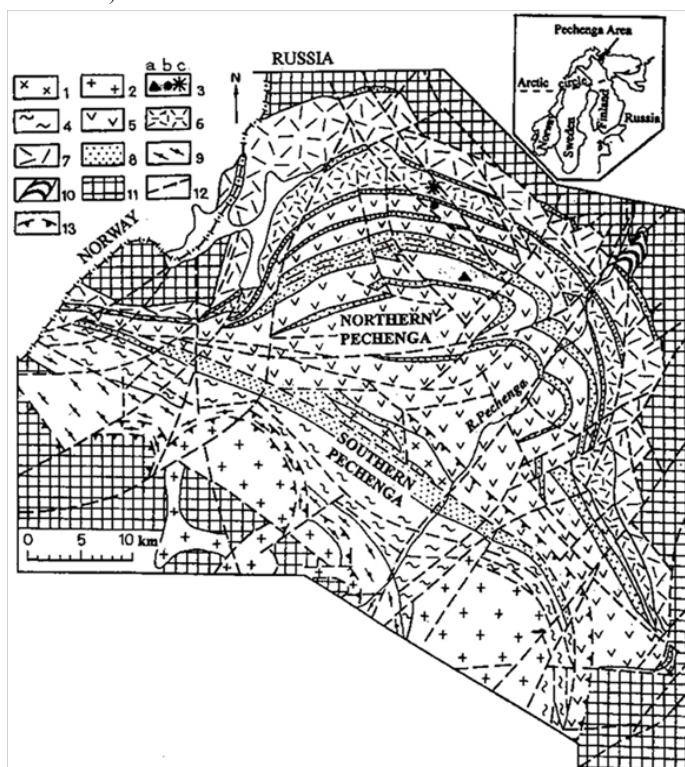 RUSSIA
Pechenga Area
Arctic circle
Norway
Sweden
Finland
Russia
a b c
N
1
2
3
4
5
6
7
8
9
10
11
12
13
NORWAY
NORTHERN
PECHENGA
R.Pechenga
SOUTHERN
PECHENGA
0 5 10 km